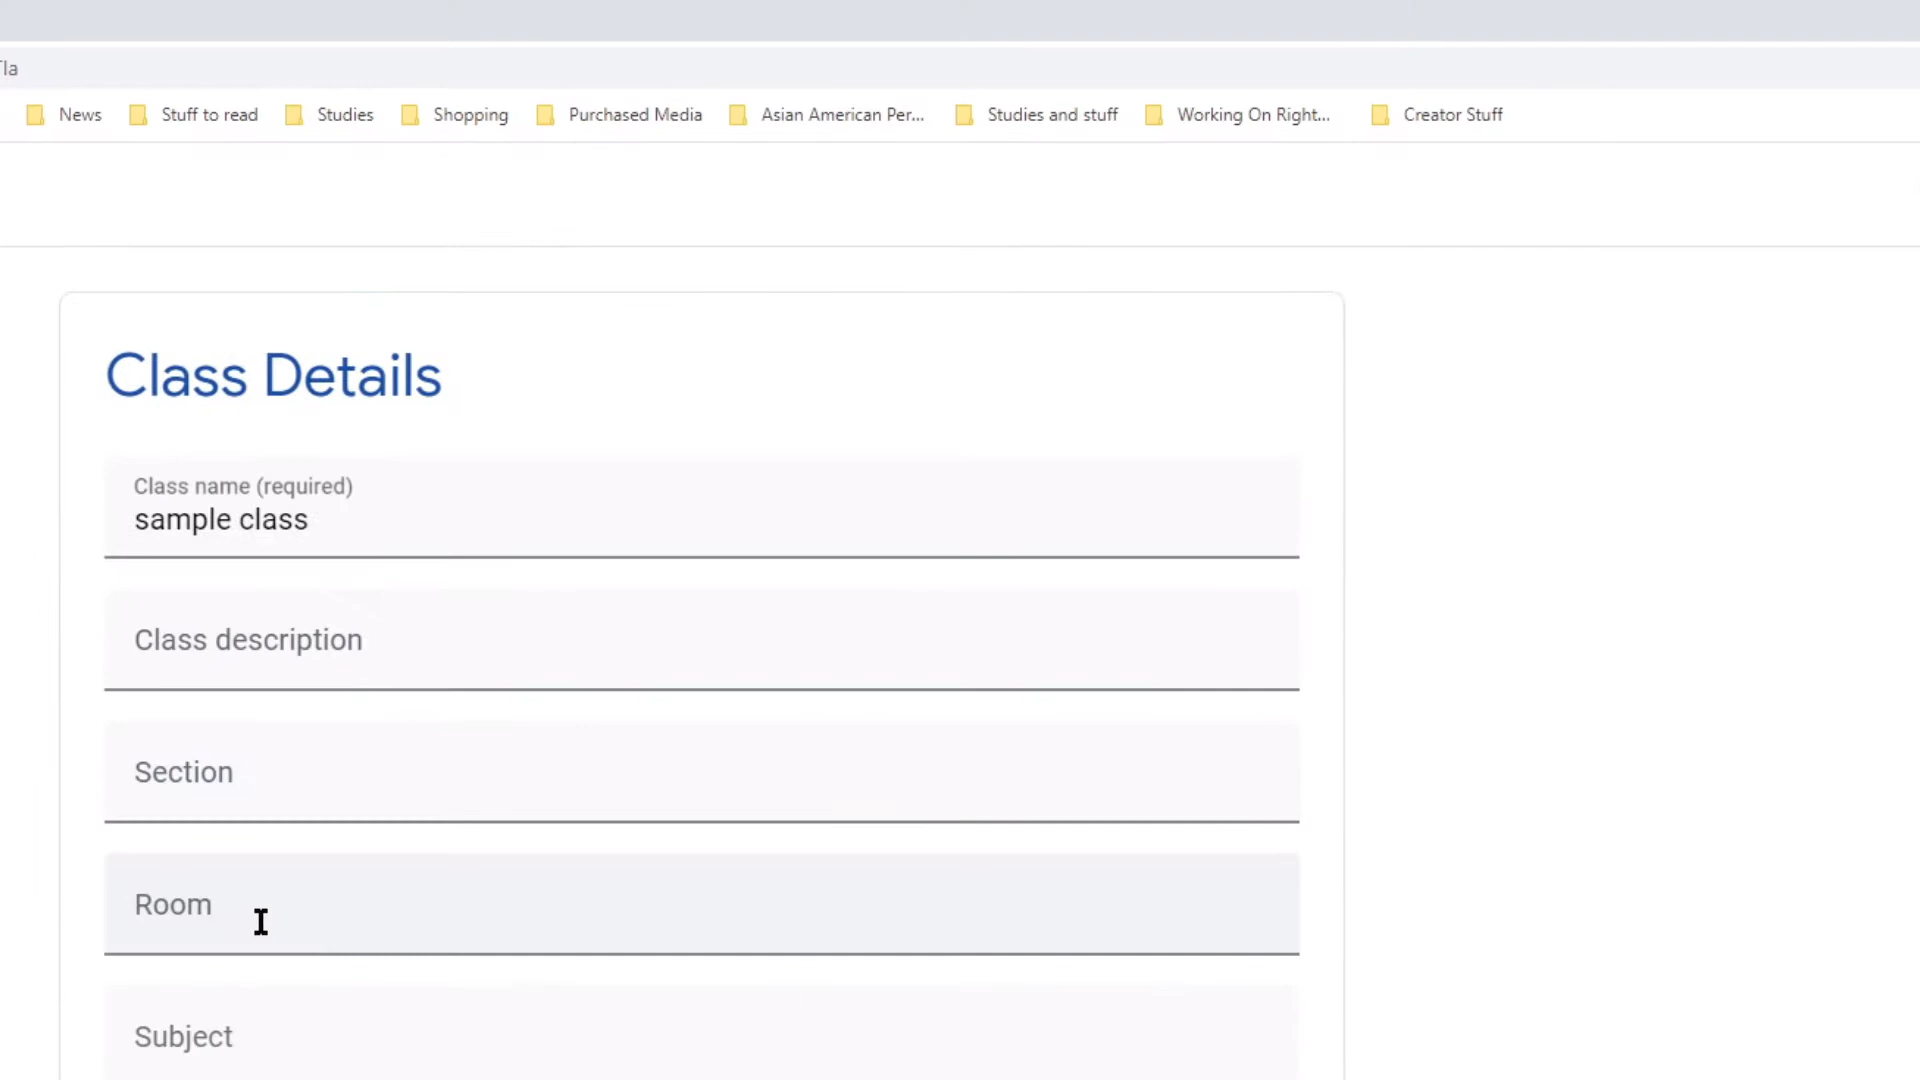 News Stuff to read Studies Shopping Purchased Media Asian American Per... Studies and stuff Working On Right... Creator Stuff
Class Details
Class name (required)
sample class
Class description
Section
Room
Subject